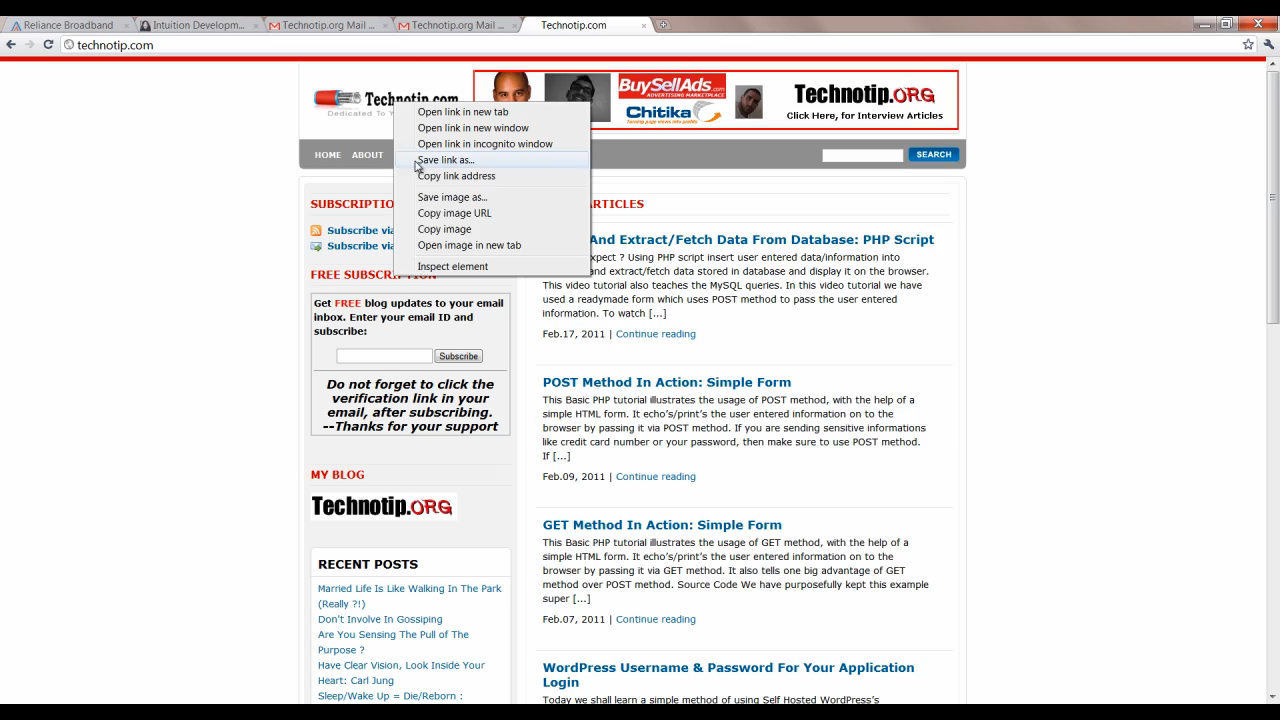 Reliance Broadband
Intuition Developm...
Technotip.org Mail ...
Technotip.org Mail ...
Technotip.com
technotip.com
Technotip.com
Dedicated To Y
BuySellAds.com
ADVERTISING MARKETPLACE
Chitika
turning page views into profits
Technotip.ORG
Click Here, for Interview Articles
HOME ABOUT
SEARCH
Open link in new tab
Open link in new window
Open link in incognito window
Save link as...
Copy link address
Save image as...
Copy image URL
Copy image
Open image in new tab
Inspect element
SUBSCRIPTIO
Subscribe via
Subscribe via
FREE SUBSCRIPTION
Get FREE blog updates to your email
inbox. Enter your email ID and
subscribe:
Subscribe
Do not forget to click the
verification link in your
email, after subscribing.
--Thanks for your support
MY BLOG
Technotip.ORG
RECENT POSTS
Married Life Is Like Walking In The Park
(Really ?!)
Don't Involve In Gossiping
Are You Sensing The Pull of The
Purpose ?
Have Clear Vision, Look Inside Your
Heart: Carl Jung
Sleep/Wake Up = Die/Reborn :
ARTICLES
And Extract/Fetch Data From Database: PHP Script
expect ? Using PHP script insert user entered data/information into
and extract/fetch data stored in database and display it on the browser.
This video tutorial also teaches the MySQL queries. In this video tutorial we have
used a readymade form which uses POST method to pass the user entered
information. To watch [...]
Feb.17, 2011 | Continue reading
POST Method In Action: Simple Form
This Basic PHP tutorial illustrates the usage of POST method, with the help of a
simple HTML form. It echo's/print's the user entered information on to the
browser by passing it via POST method. If you are sending sensitive informations
like credit card number or your password, then make sure to use POST method.
If [...]
Feb.09, 2011 | Continue reading
GET Method In Action: Simple Form
This Basic PHP tutorial illustrates the usage of GET method, with the help of a
simple HTML form. It echo's/print's the user entered information on to the
browser by passing it via GET method. It also tells one big advantage of GET
method over POST method. Source Code We have purposefully kept this example
super [...]
Feb.07, 2011 | Continue reading
WordPress Username & Password For Your Application
Login
Today we shall learn a simple method of using Self Hosted WordPress's